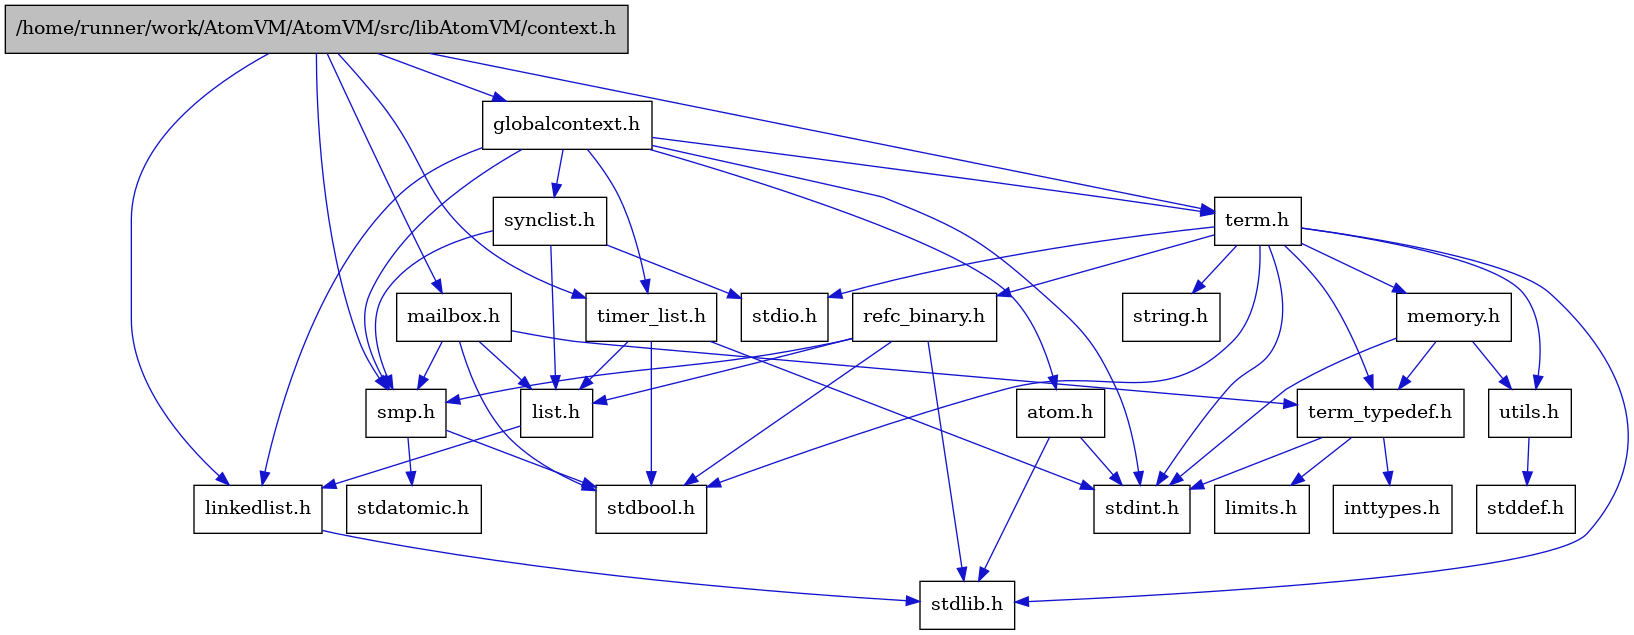 /home/runner/work/AtomVM/AtomVM/src/libAtomVM/context.h
globalcontext.h
synclist.h
term.h
mailbox.h
timer_list.h
stdio.h
refc_binary.h
string.h
memory.h
smp.h
list.h
atom.h
term_typedef.h
utils.h
linkedlist.h
stdatomic.h
stdbool.h
stdint.h
limits.h
inttypes.h
stddef.h
stdlib.h